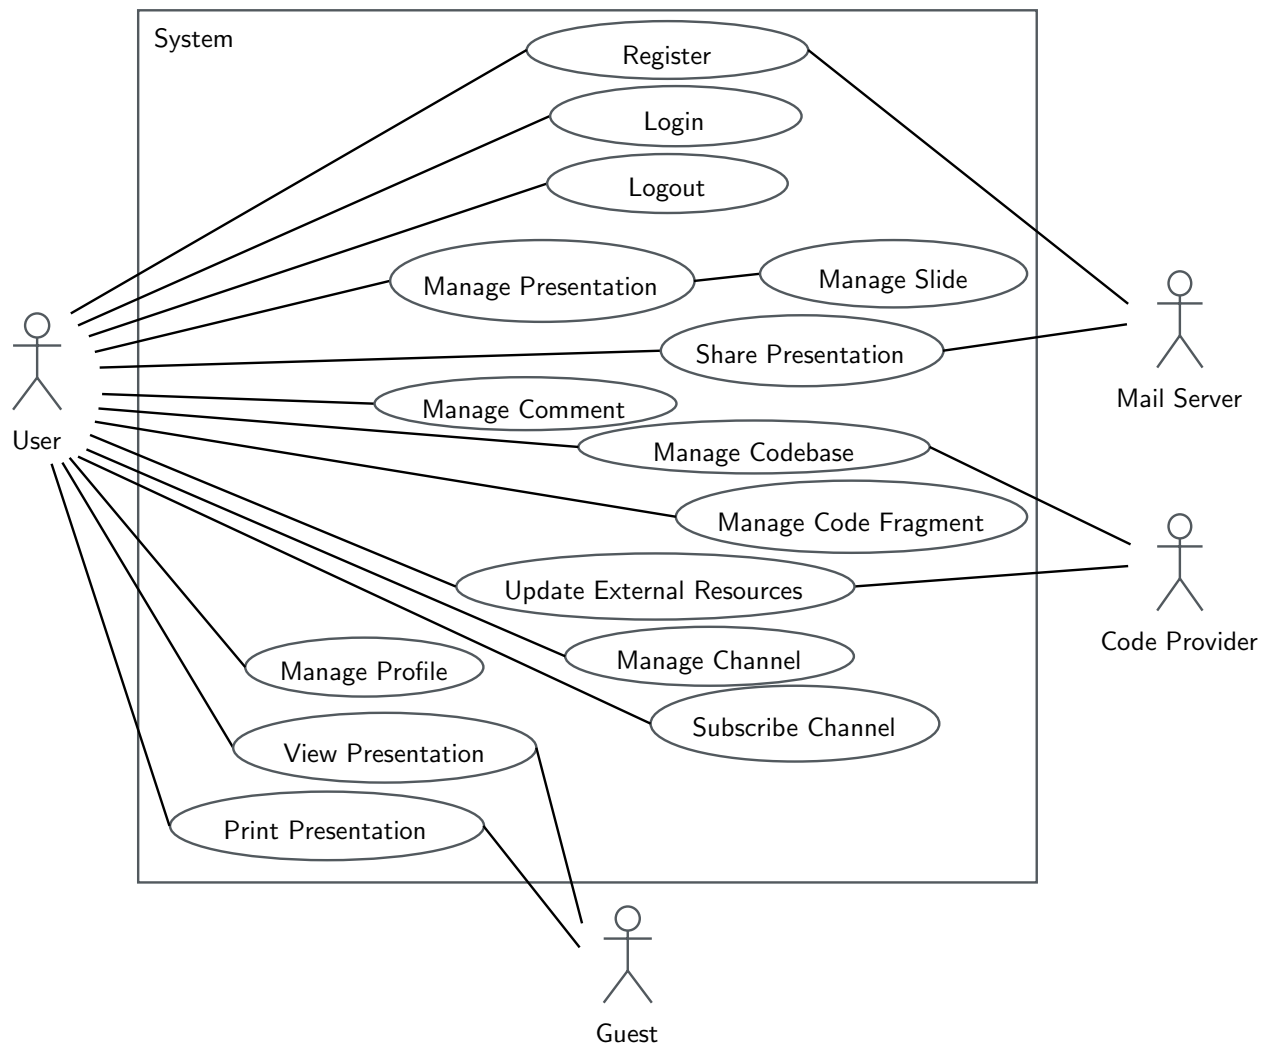 System
Register
Login
Logout
Manage Presentation
Manage Slide
Share Presentation
Mail Server
User
Manage Comment
Manage Codebase
Manage Code Fragment
Update External Resources
Code Provider
Manage Channel
Manage Profile
Subscribe Channel
View Presentation
Print Presentation
Guest